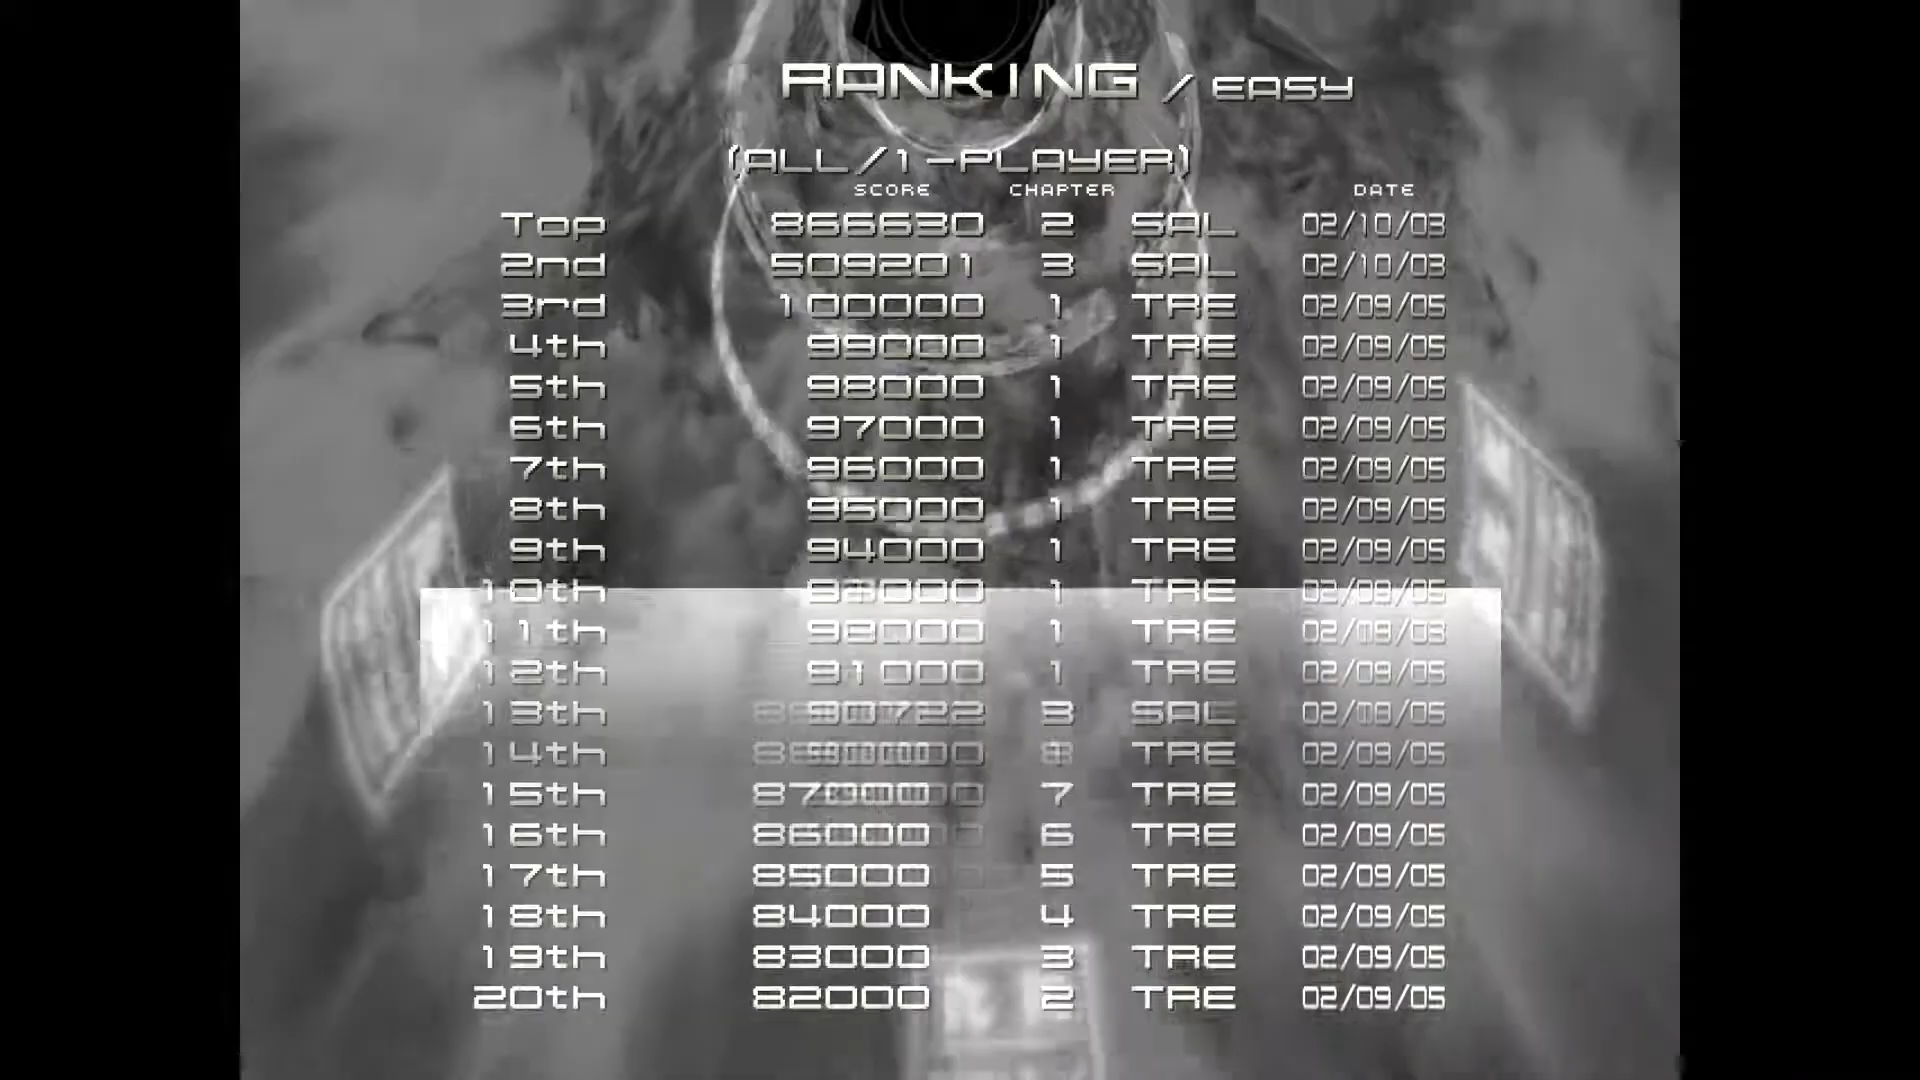 RANKING / EASY
(ALL/1-PLAYER)
SCORE CHAPTER DATE
Top 866630 2 SAL 02/10/03
2nd 509201 3 SAL 02/10/03
3rd 100000 1 TRE 02/09/05
4th 99000 1 TRE 02/09/05
5th 98000 1 TRE 02/09/05
6th 97000 1 TRE 02/09/05
7th 96000 1 TRE 02/09/05
8th 95000 1 TRE 02/09/05
9th 94000 1 TRE 02/09/05
10th 1 TRE 02/09/05
11th 1 TRE
12th 91000 1 TRE 02/09/05
13th 90722 3 SAL
14th TRE 02/09/05
15th 87000 7 TRE 02/09/05
16th 86000 6 TRE 02/09/05
17th 85000 5 TRE 02/09/05
18th 84000 4 TRE 02/09/05
19th 83000 3 TRE 02/09/05
20th 82000 2 TRE 02/09/05